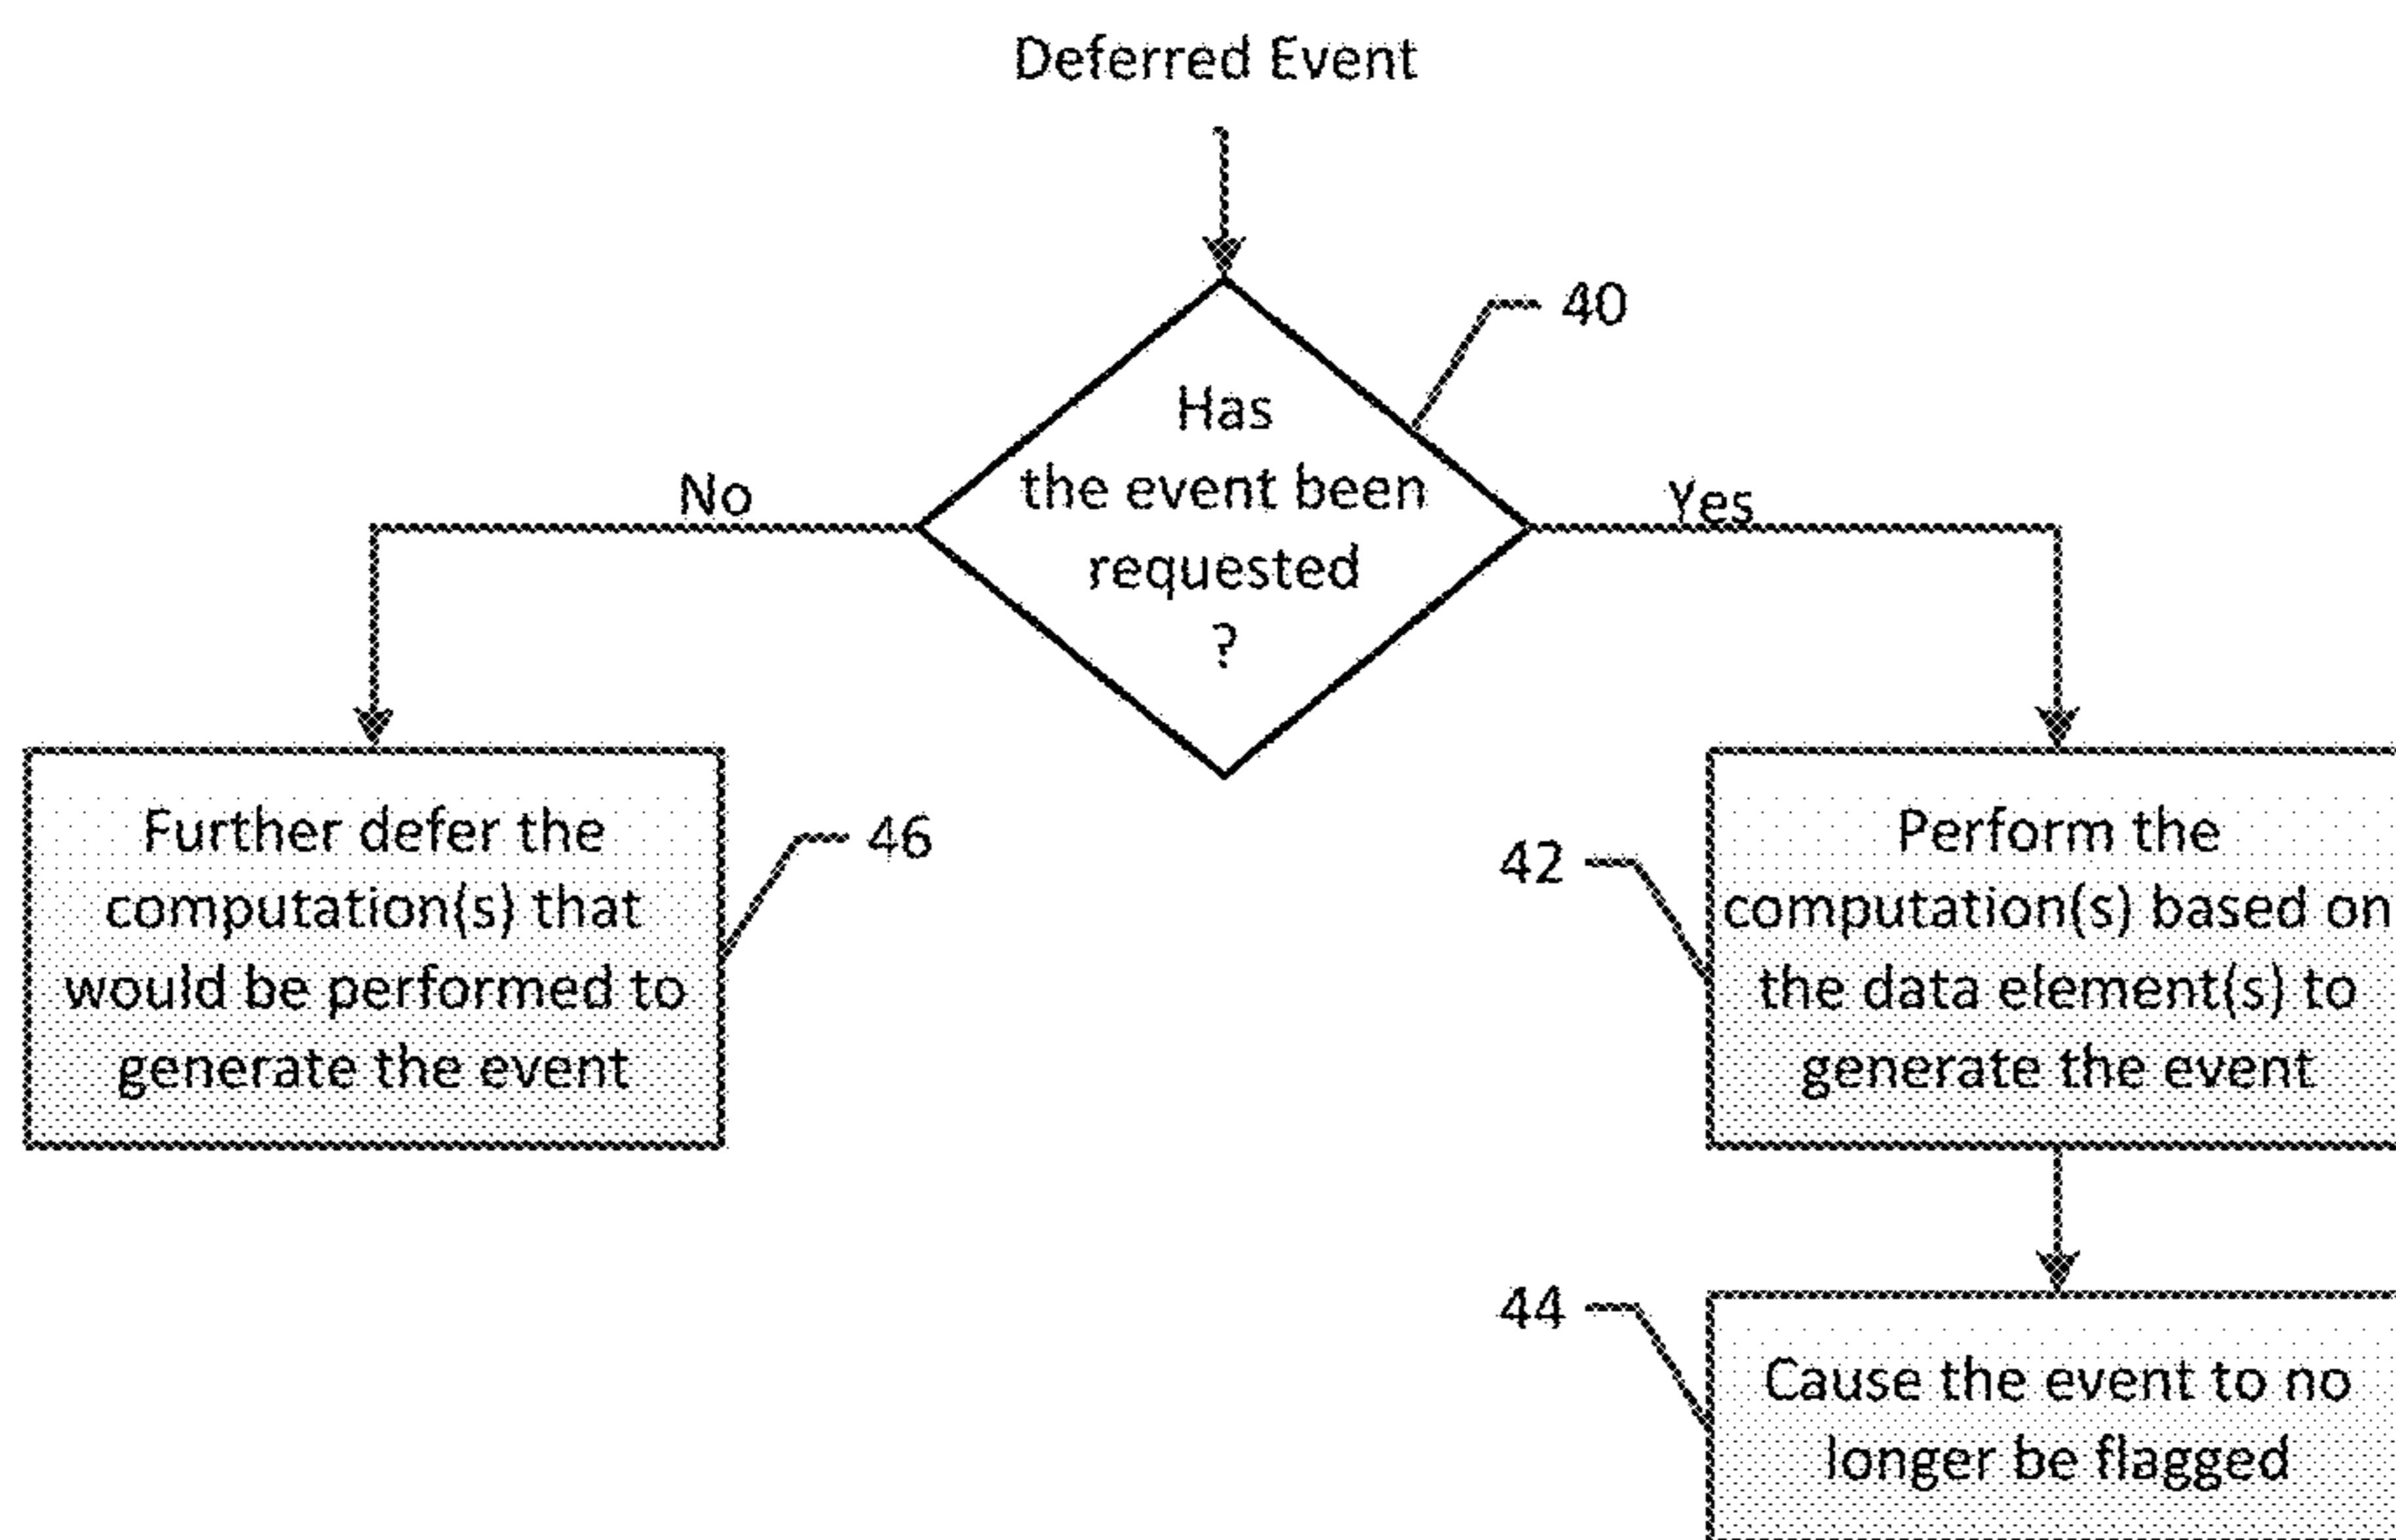 Deferred Event
40
Has
the event been
requested
?
No
Yes
Further defer the
computation(s) that
would be performed to
generate the event
46
42
Perform the
computation(s) based on
the data element(s) to
generate the event
44
Cause the event to no
longer be flagged